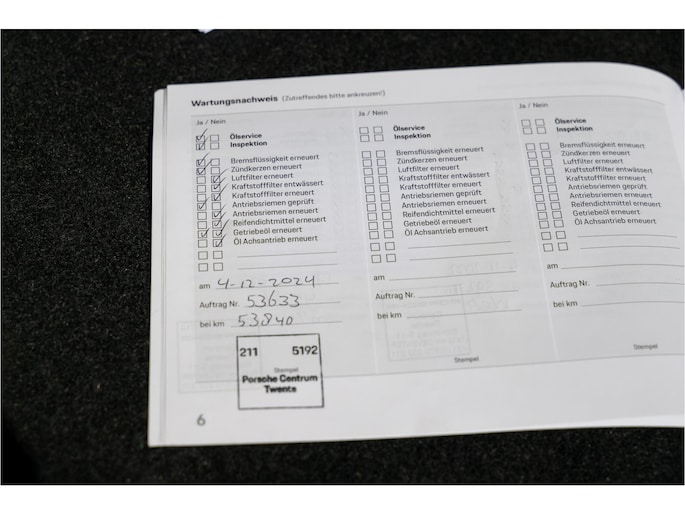 Wartungsnachweis (Zutreffendes bitte ankreuzen!)
Ja / Nein
Ölservice
Inspektion
Bremsflüssigkeit erneuert
Zündkerzen erneuert
Luftfilter erneuert
Kraftstofffilter entwässert
Kraftstofffilter erneuert
Antriebsriemen geprüft
Antriebsriemen erneuert
Reifendichtmittel erneuert
Getriebeöl erneuert
Öl Achsantrieb erneuert
am 4-12-2024
Auftrag Nr. 53633
bei km 53840
211 5192
Stempel
Porsche Centrum
Twente
6
Ja / Nein
Ölservice
Inspektion
Bremsflüssigkeit erneuert
Zündkerzen erneuert
Luftfilter erneuert
Kraftstofffilter entwässert
Kraftstofffilter erneuert
Antriebsriemen geprüft
Antriebsriemen erneuert
Reifendichtmittel erneuert
Getriebeöl erneuert
Öl Achsantrieb erneuert
am
Auftrag Nr.
bei km
Stempel
Ja / Nein
Ölservice
Inspektion
Bremsflüssigkeit erneuert
Zündkerzen erneuert
Luftfilter erneuert
Kraftstofffilter entwässert
Kraftstofffilter erneuert
Antriebsriemen geprüft
Antriebsriemen erneuert
Reifendichtmittel erneuert
Getriebeöl erneuert
Öl Achsantrieb erneuert
am
Auftrag Nr.
bei km
Stempel